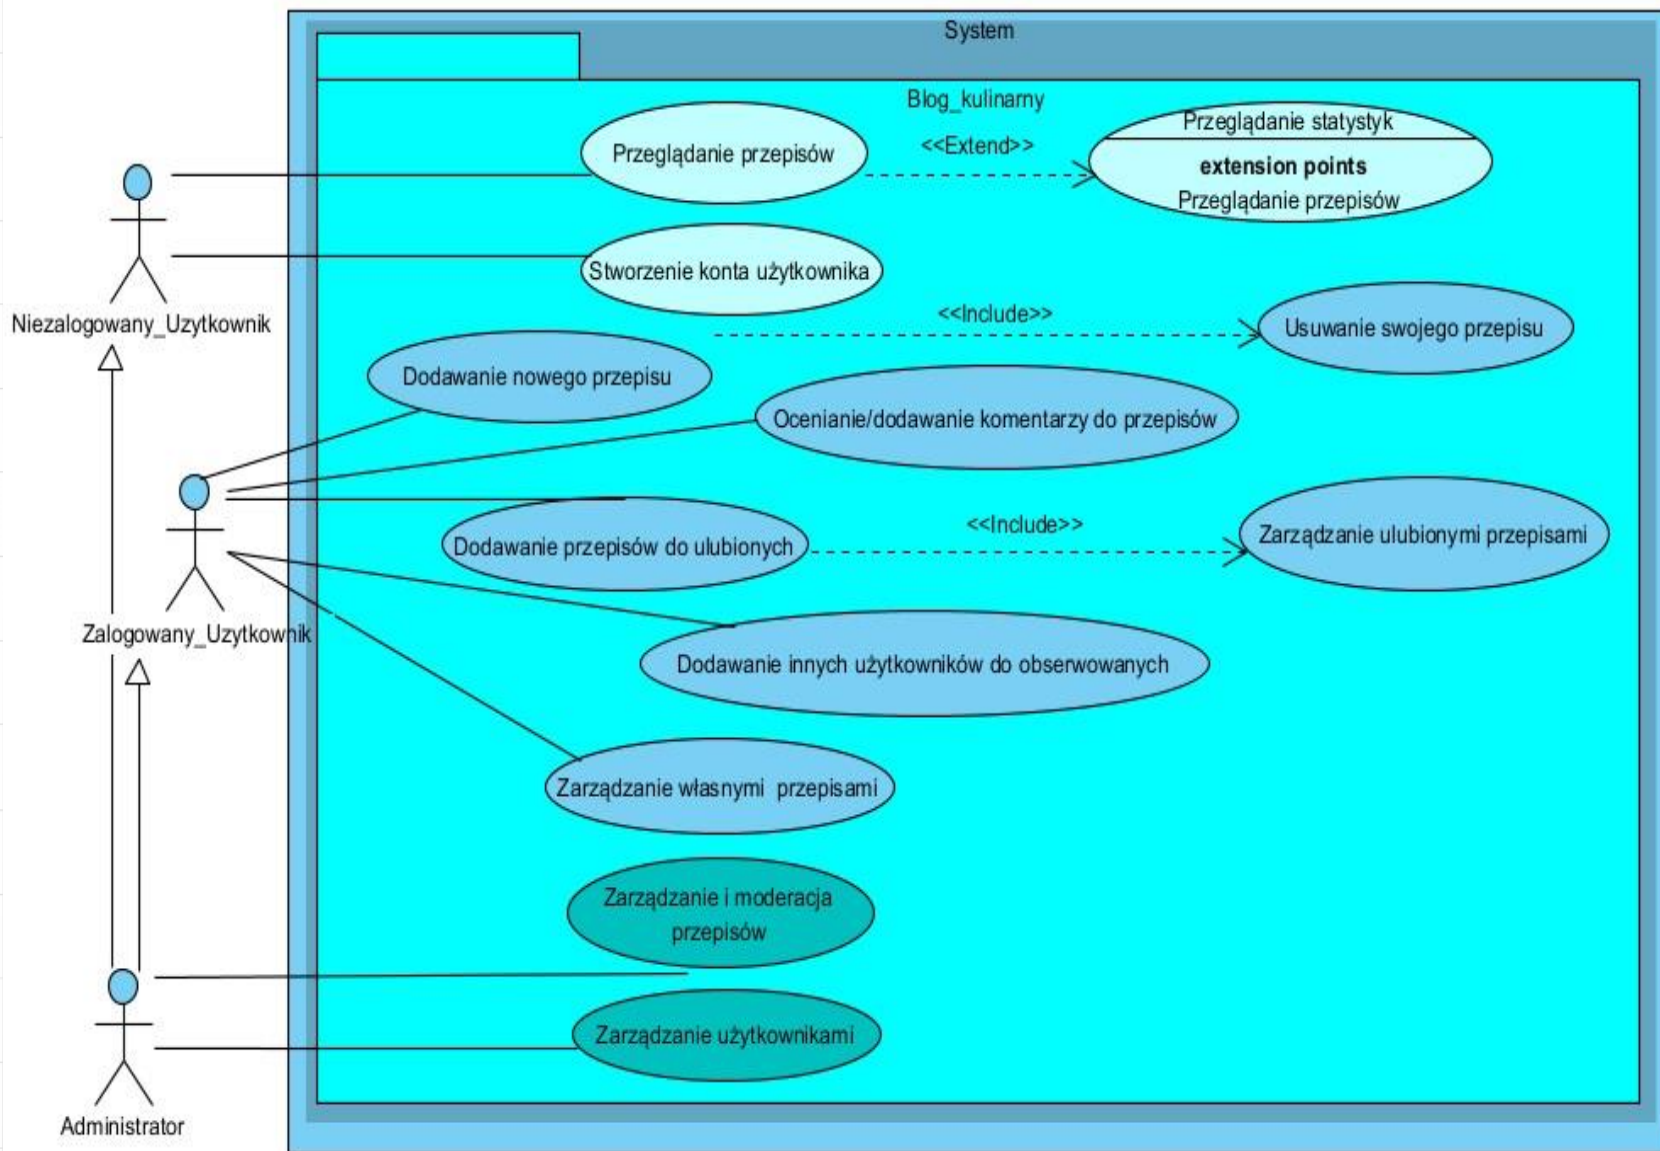 System
Blog_kulinarny
Przeglądanie przepisów
<<Extend>>
Przeglądanie statystyk
extension points
Przeglądanie przepisów
Stworzenie konta użytkownika
Niezalogowany_Uzytkownik
<<Include>>
Usuwanie swojego przepisu
Dodawanie nowego przepisu
Ocenianie/dodawanie komentarzy do przepisów
Dodawanie przepisów do ulubionych
<<Include>>
Zarządzanie ulubionymi przepisami
Zalogowany_Uzytkownik
Dodawanie innych użytkowników do obserwowanych
Zarządzanie własnymi przepisami
Zarządzanie i moderacja
przepisów
Zarządzanie użytkownikami
Administrator